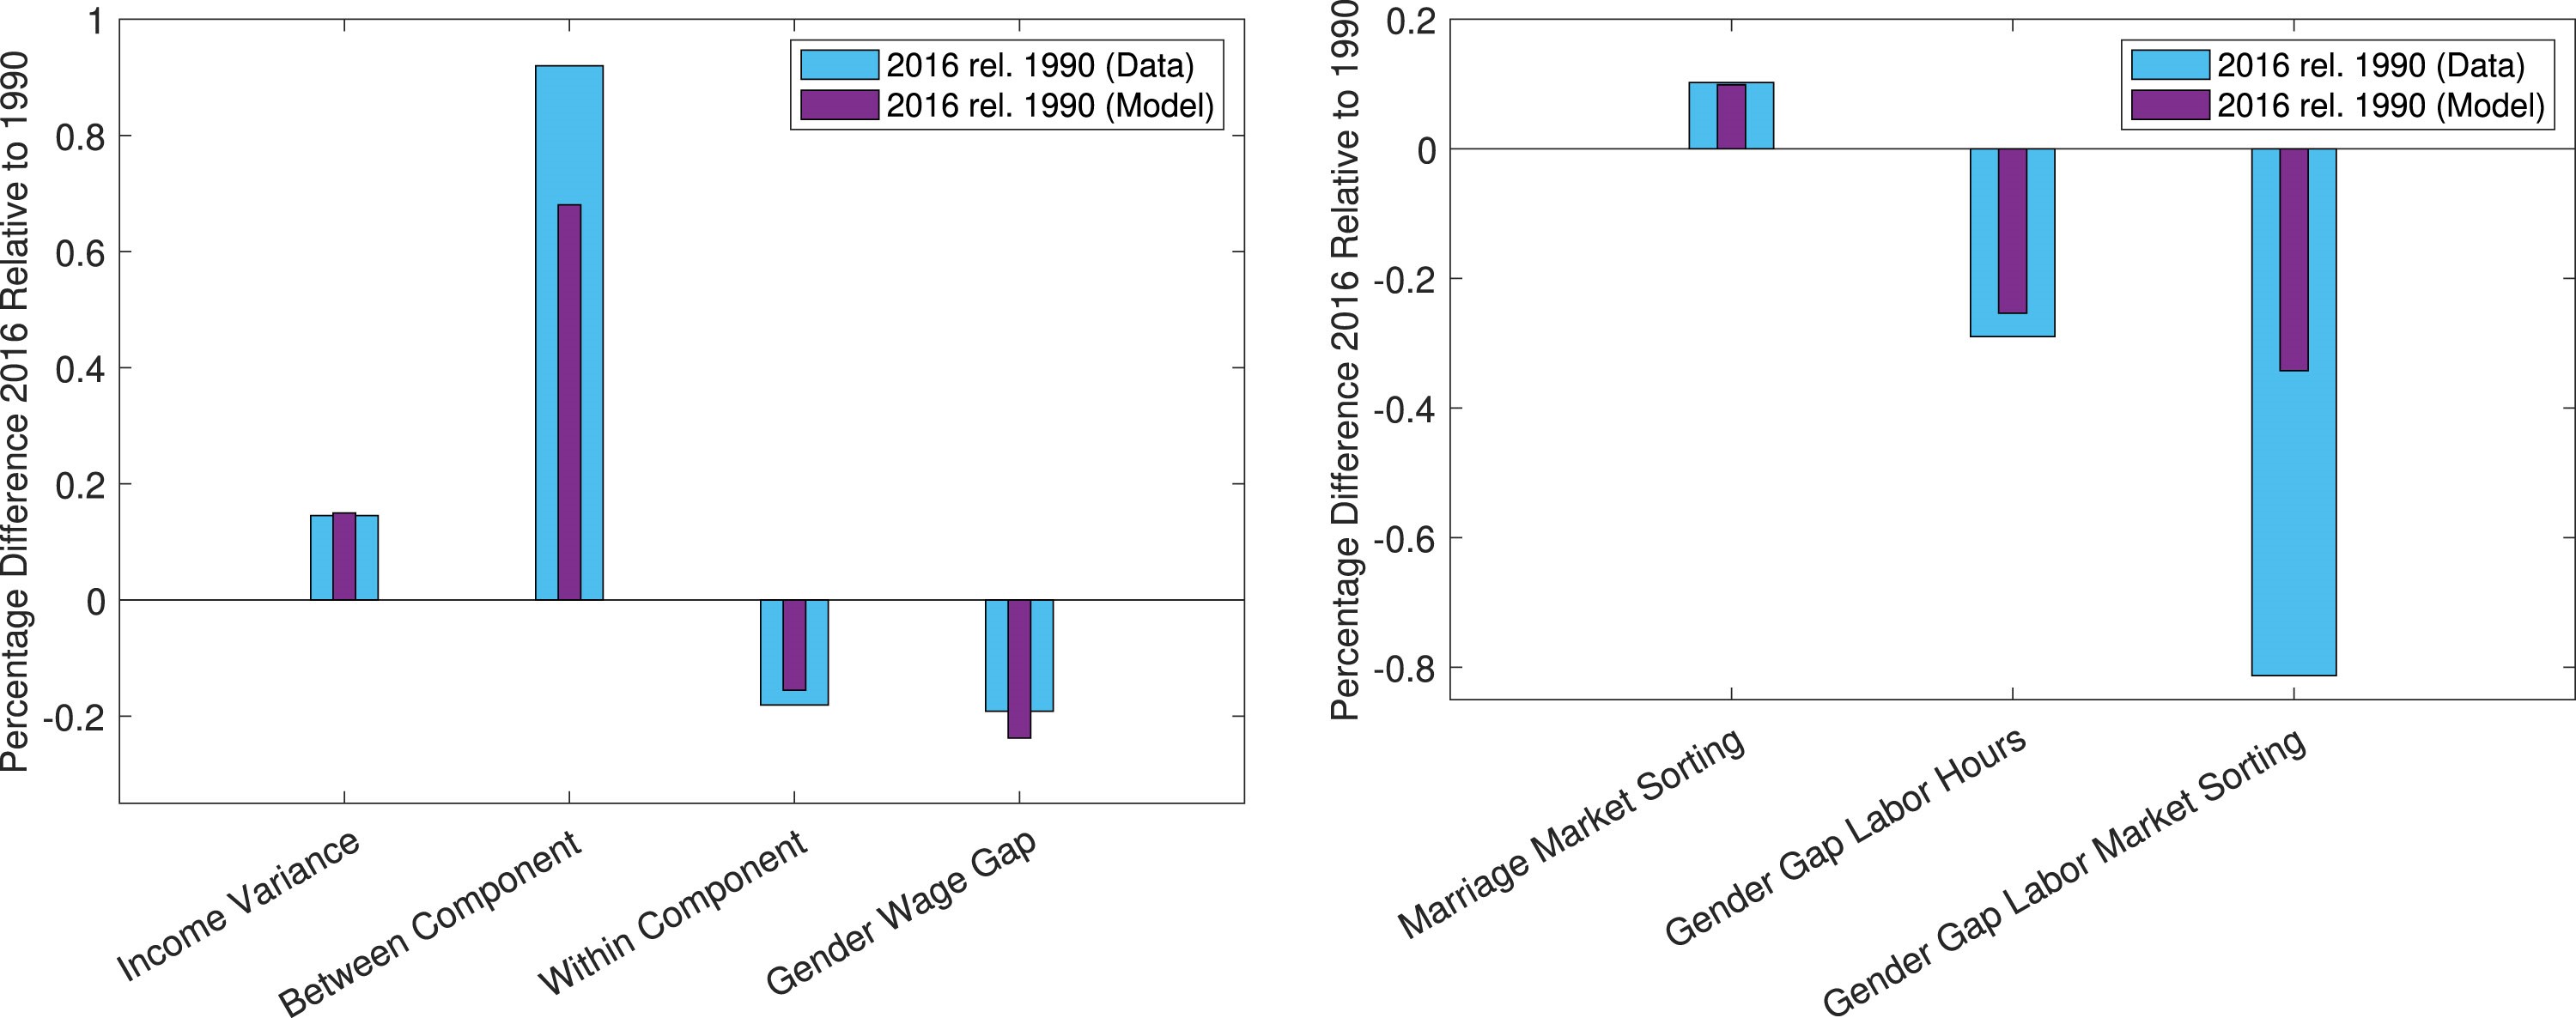 Percentage Difference 2016 Relative to 1990
1
0.8
0.6
0.4
0.2
0
-0.2
2016 rel. 1990 (Data)
2016 rel. 1990 (Model)
Income Variance
Between Component
Within Component
Gender Wage Gap
Percentage Difference 2016 Relative to 1990
0.2
0
-0.2
-0.4
-0.6
-0.8
2016 rel. 1990 (Data)
2016 rel. 1990 (Model)
Marriage Market Sorting
Gender Gap Labor Hours
Gender Gap Labor Market Sorting